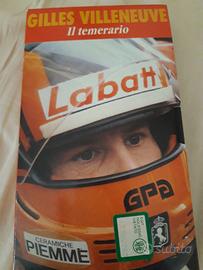 GILLES VILLENEUVE
Il temerario
Labatt
GPA
CERAMICHE
PIEMME
subito